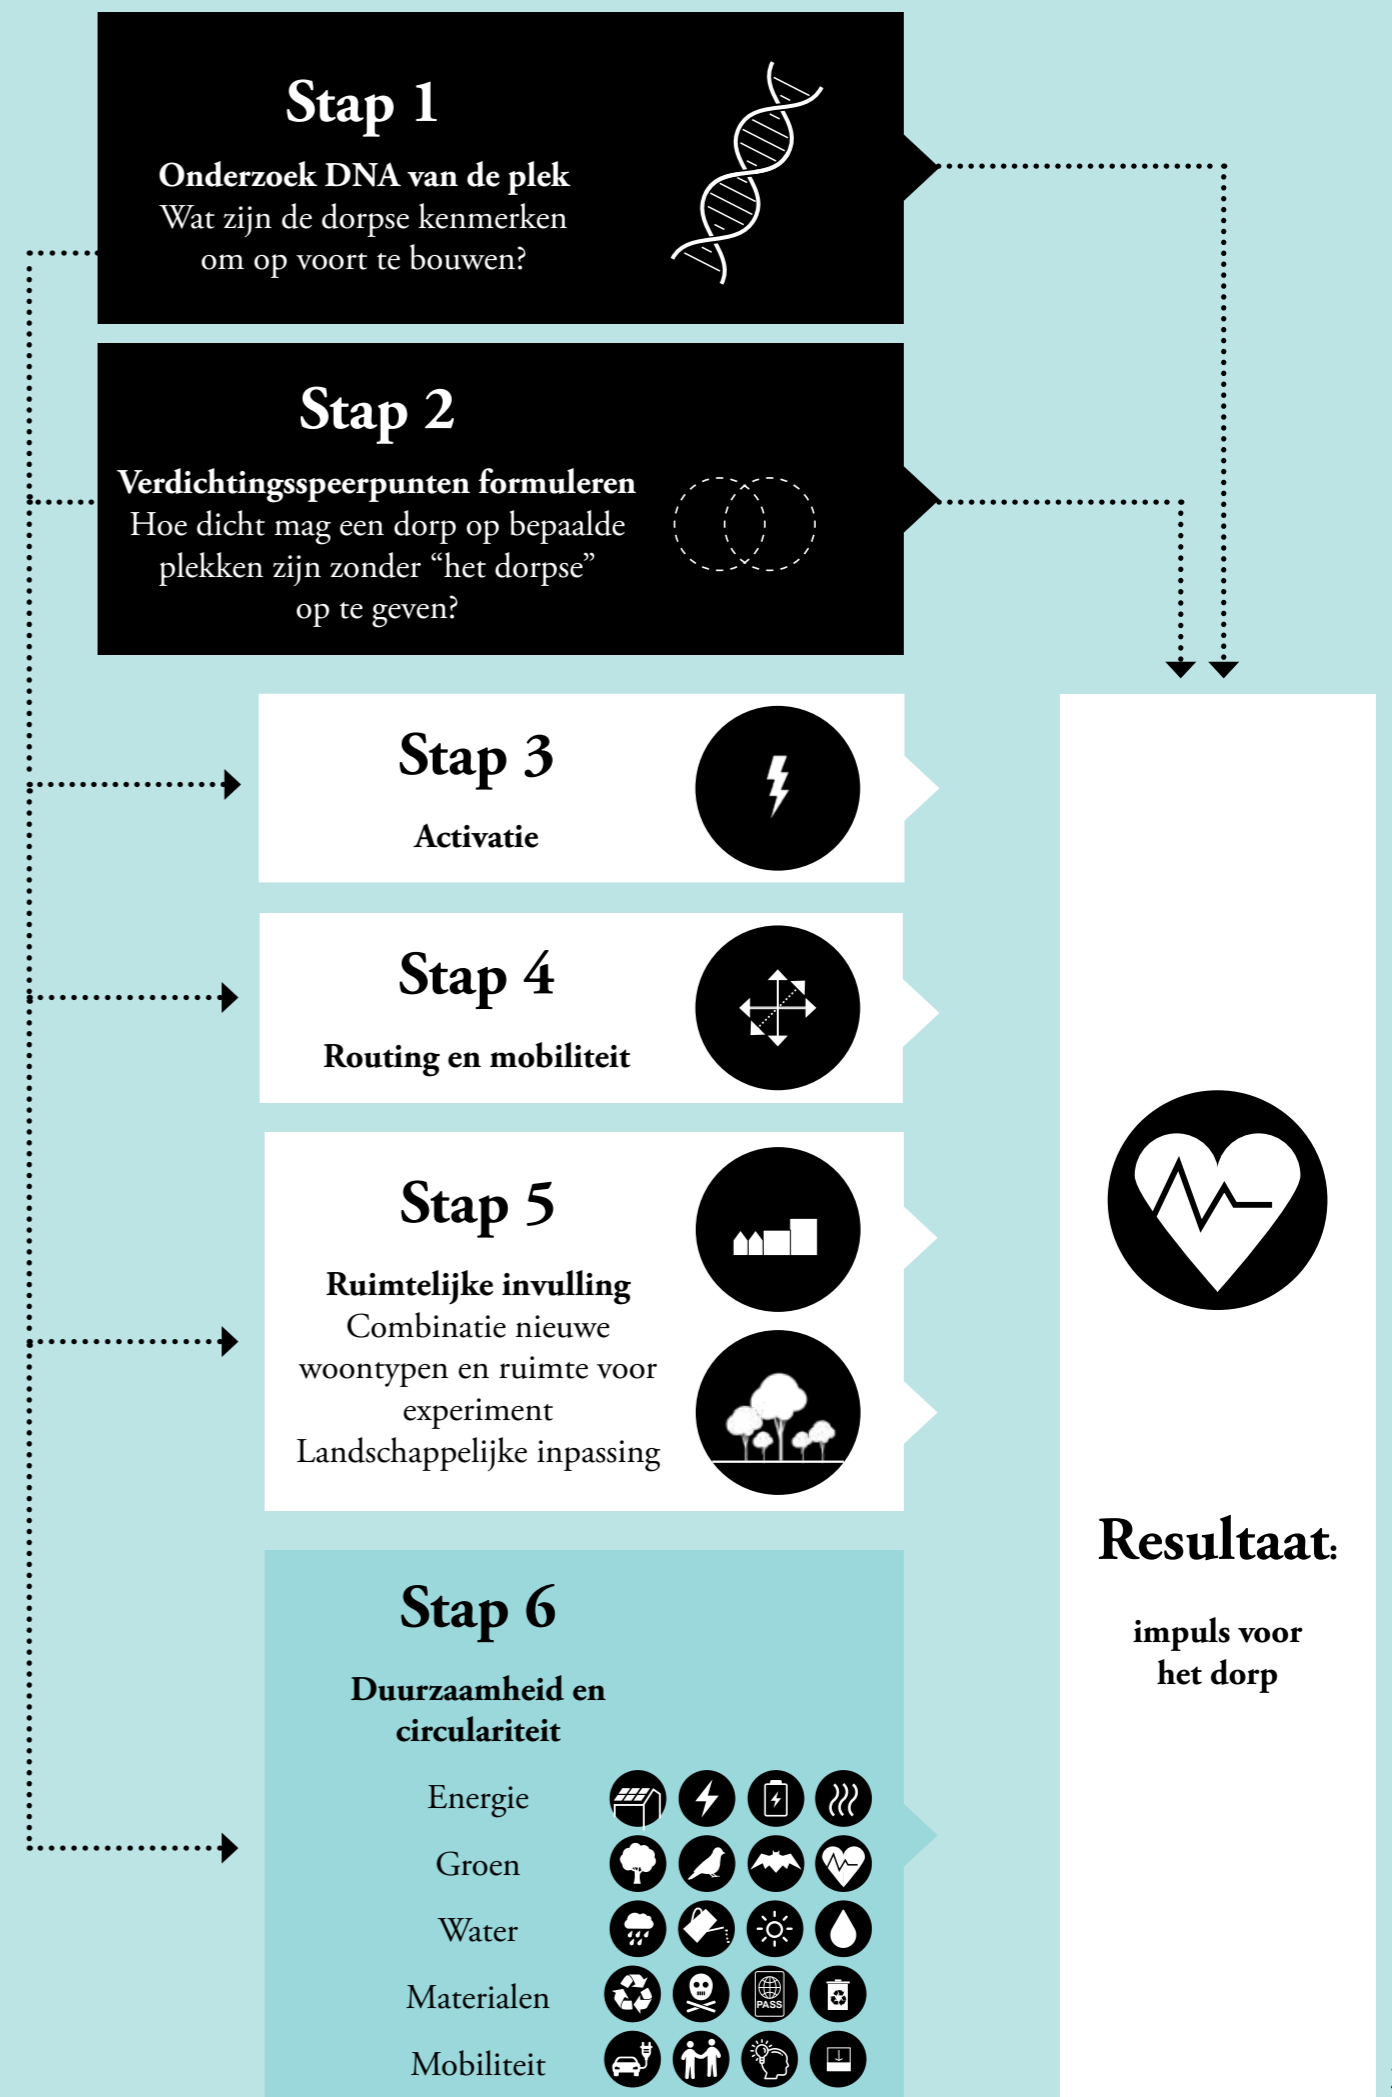 Stap 1
Onderzoek DNA van de plek
Wat zijn de dorpse kenmerken
om op voort te bouwen?
Stap 2
Verdichtingsspeerpunten formuleren
Hoe dicht mag een dorp op bepaalde
plekken zijn zonder “het dorpse”
op te geven?
Stap 3
Activatie
Stap 4
Routing en mobiliteit
Stap 5
Ruimtelijke invulling
Combinatie nieuwe
woontypen en ruimte voor
experiment
Landschappelijke inpassing
Stap 6
Duurzaamheid en
circulariteit
Energie
Groen
Water
Materialen
PASS
Mobiliteit
Resultaat:
impuls voor
het dorp